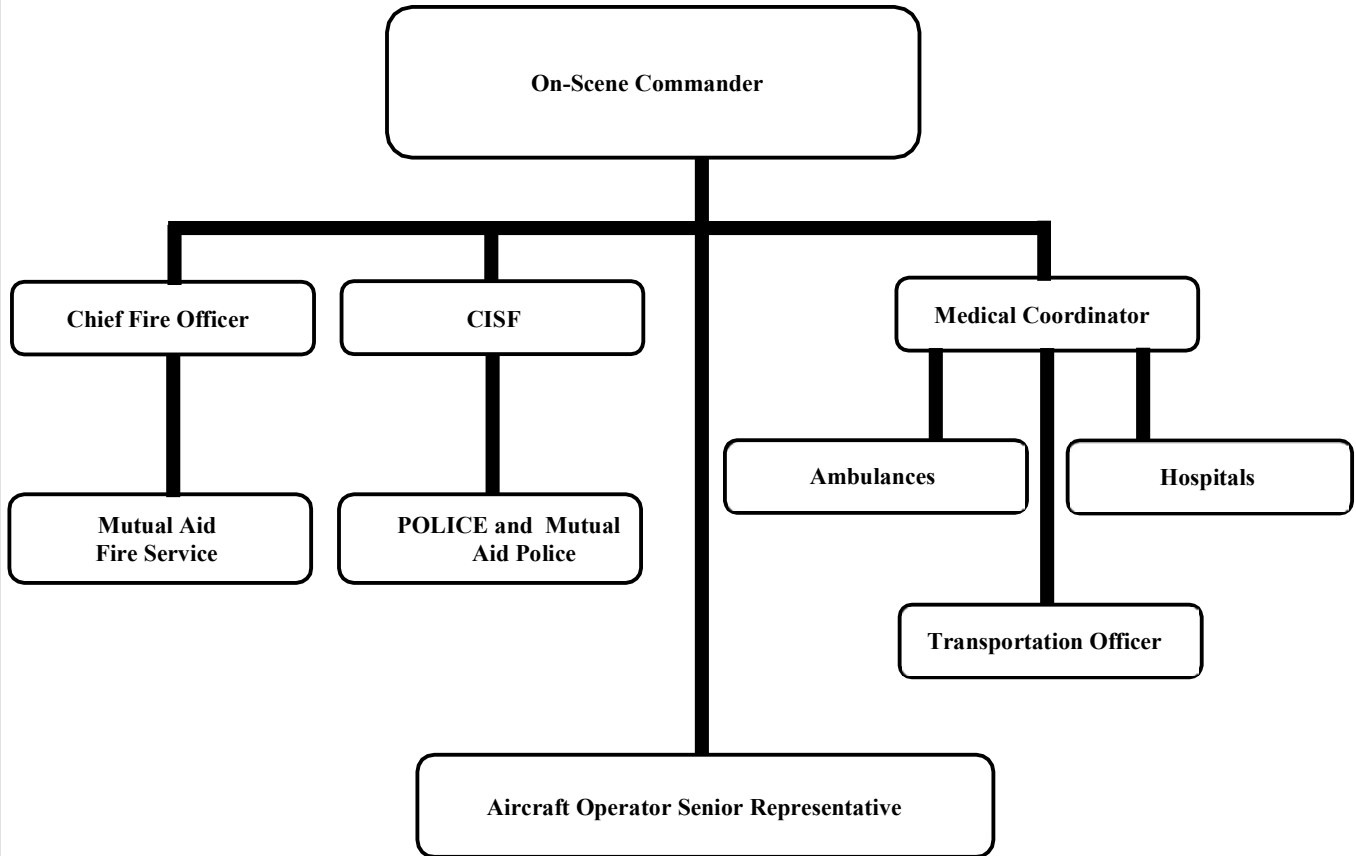 On-Scene Commander
Chief Fire Officer
CISF
Medical Coordinator
Ambulances
Hospitals
Mutual Aid
Fire Service
POLICE and Mutual
Aid Police
Transportation Officer
Aircraft Operator Senior Representative